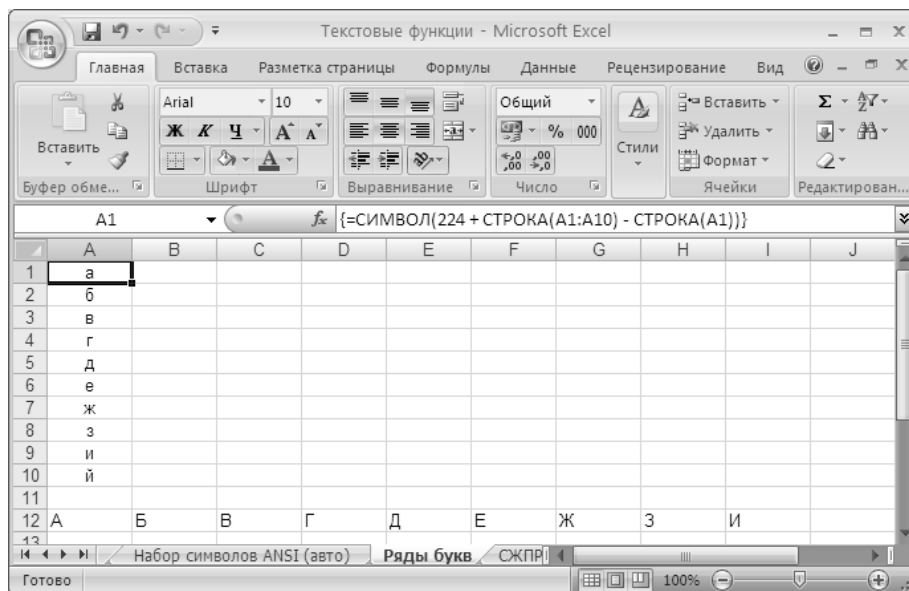 Текстовые функции - Microsoft Excel
Главная Вставка Разметка страницы Формулы Данные Рецензирование Вид
Вставить
Буфер обме...
Arial 10
Ж К Ч
Шрифт
Выравнивание
Общий
% 000
Число
Стили
Вставить
Удалить
Формат
Ячейки
Редактирован...
A1 fx {=СИМВОЛ(224 + СТРОКА(A1:A10) - СТРОКА(A1))}
A B C D E F G H I J
1 а
2 б
3 в
4 г
5 д
6 е
7 ж
8 з
9 и
10 й
11
12 А Б В Г Д Е Ж З И
13
Набор символов ANSI (авто) Ряды букв СЖПР
Готово 100%